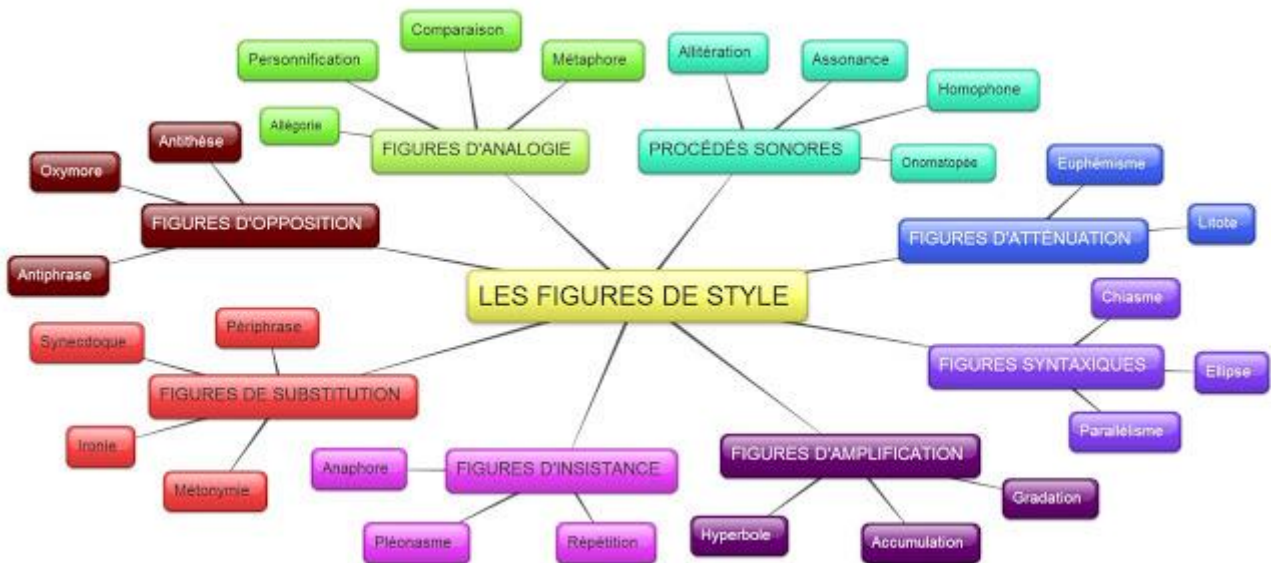 Comparaison
Personnification
Métaphore
Allégorie
FIGURES D'ANALOGIE
Allitération
Assonance
Homophone
PROCÉDÉS SONORES
Onomatopée
Antithèse
Oxymore
FIGURES D'OPPOSITION
Antiphrase
Euphémisme
Litote
FIGURES D'ATTÉNUATION
LES FIGURES DE STYLE
Périphrase
Synecdoque
FIGURES DE SUBSTITUTION
Ironie
Métonymie
Chiasme
FIGURES SYNTAXIQUES
Ellipse
Parallélisme
Anaphore
FIGURES D'INSISTANCE
Pléonasme
Répétition
FIGURES D'AMPLIFICATION
Gradation
Hyperbole
Accumulation